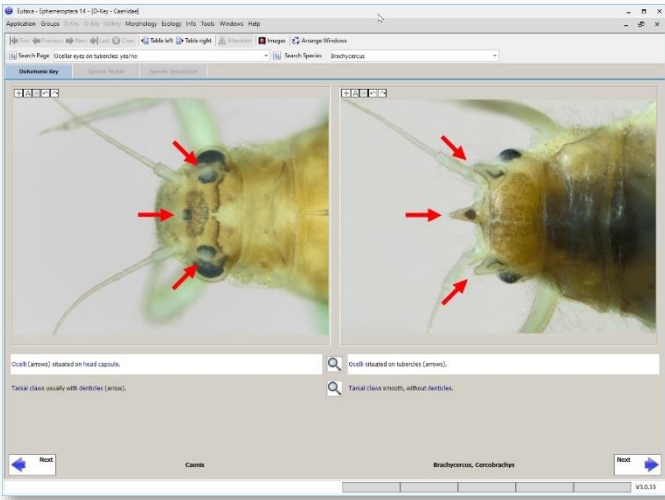 Eutaxa - Ephemeroptera 14 - [D-Key - Caenidae]
Application Groups D-Key Q-Key Gallery Morphology Ecology Info Tools Windows Help
First Previous Next Last Clear Table left Table right Attention Images Arrange Windows
Search Page Ocellar eyes on tubercles: yes/no Search Species Brachycercus
Dichotomic Key Species Profile Species Description
Ocelli (arrows) situated on head capsule. Ocelli situated on tubercles (arrows).
Tarsal claws usually with denticles (arrow). Tarsal claws smooth, without denticles.
Next Caenis Brachycercus, Cercobrachys Next
V3.0.33